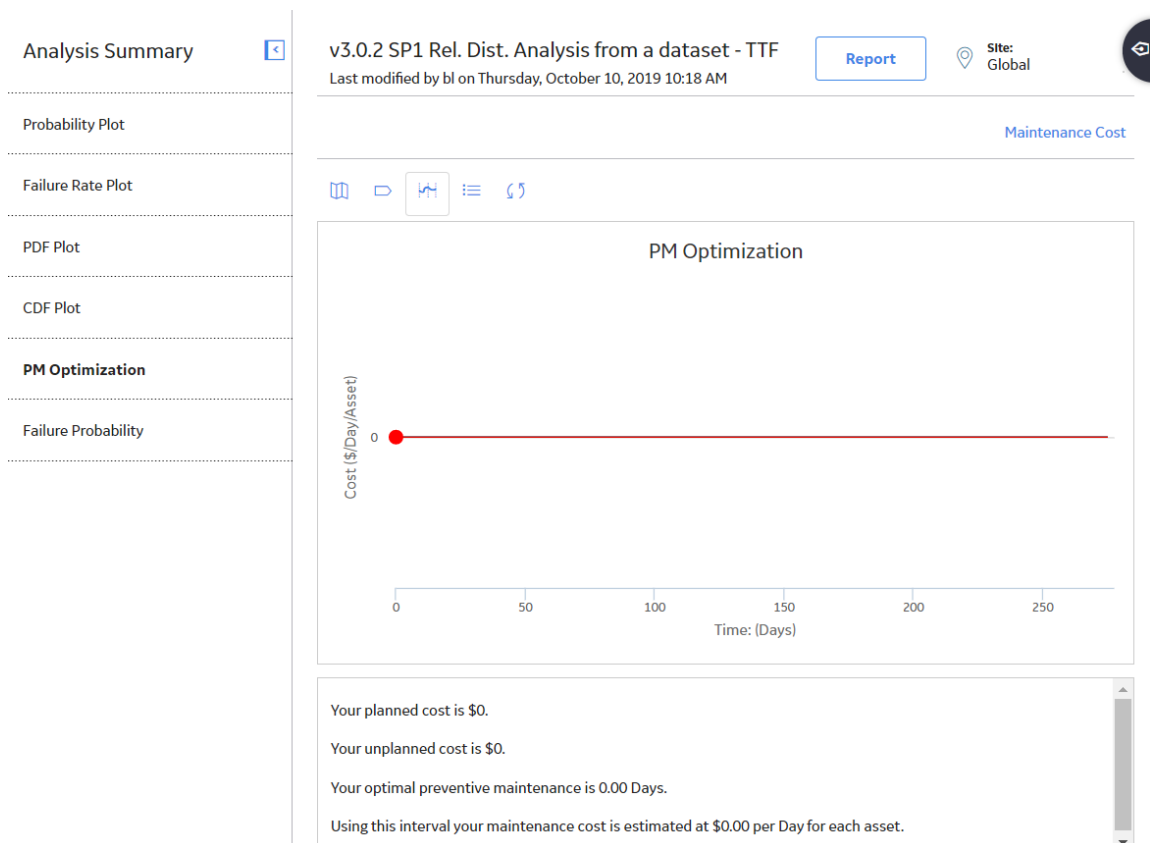 Analysis Summary
Probability Plot
Failure Rate Plot
PDF Plot
CDF Plot
PM Optimization
Failure Probability
v3.0.2 SP1 Rel. Dist. Analysis from a dataset - TTF
Last modified by bl on Thursday, October 10, 2019 10:18 AM
Report
Site:
Global
Maintenance Cost
PM Optimization
Cost ($/Day/Asset)
0
0 50 100 150 200 250
Time: (Days)
Your planned cost is $0.
Your unplanned cost is $0.
Your optimal preventive maintenance is 0.00 Days.
Using this interval your maintenance cost is estimated at $0.00 per Day for each asset.